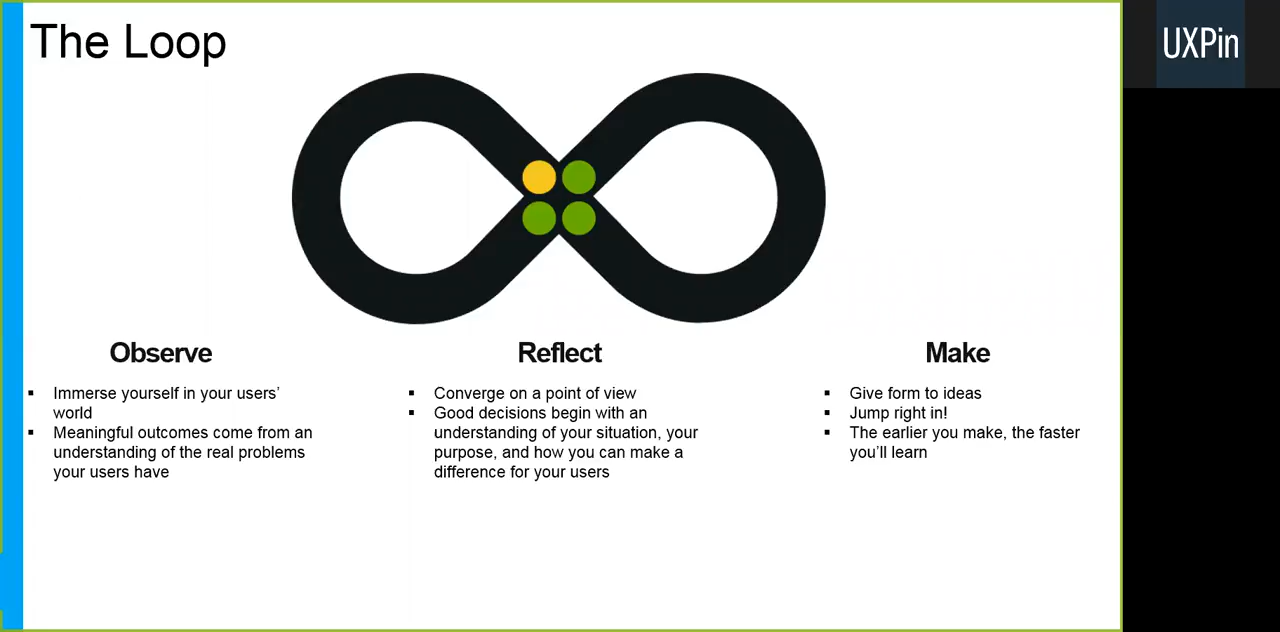 The Loop
UXPin
Observe
▪ Immerse yourself in your users’
world
▪ Meaningful outcomes come from an
understanding of the real problems
your users have
Reflect
▪ Converge on a point of view
▪ Good decisions begin with an
understanding of your situation, your
purpose, and how you can make a
difference for your users
Make
▪ Give form to ideas
▪ Jump right in!
▪ The earlier you make, the faster
you’ll learn